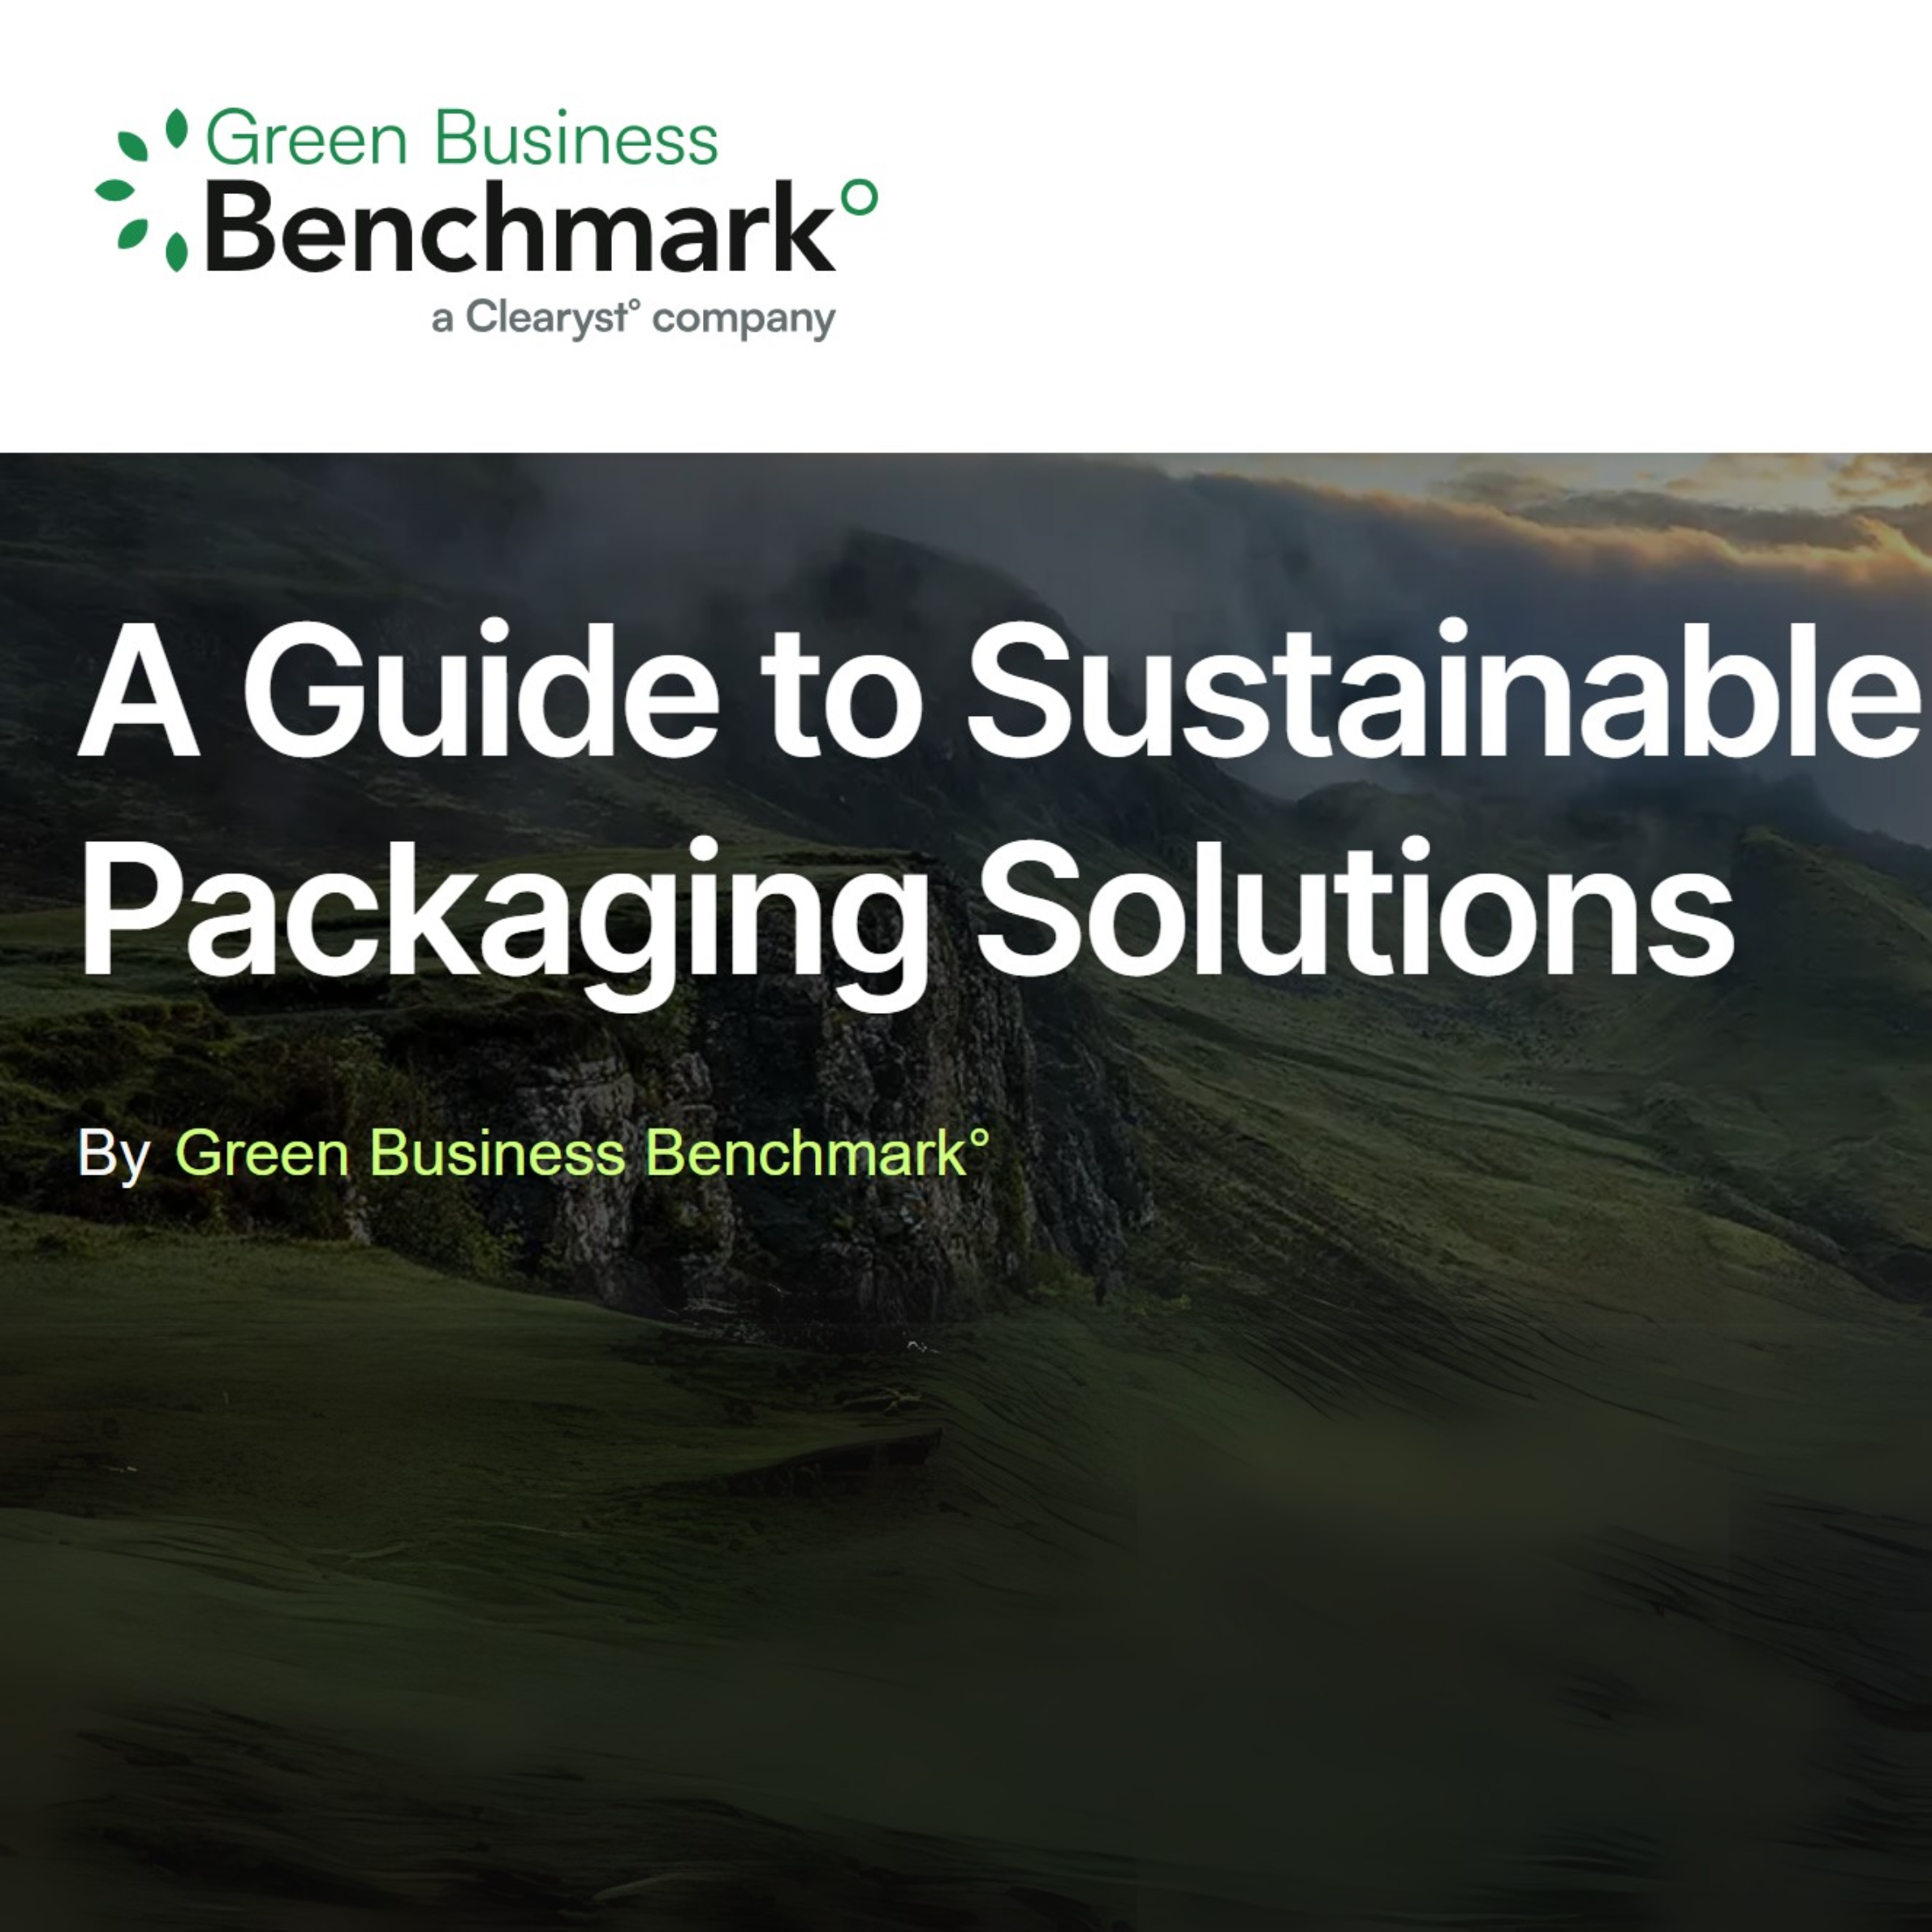 Green Business
Benchmark°
a Clearyst° company
A Guide to Sustainable
Packaging Solutions
By Green Business Benchmark°